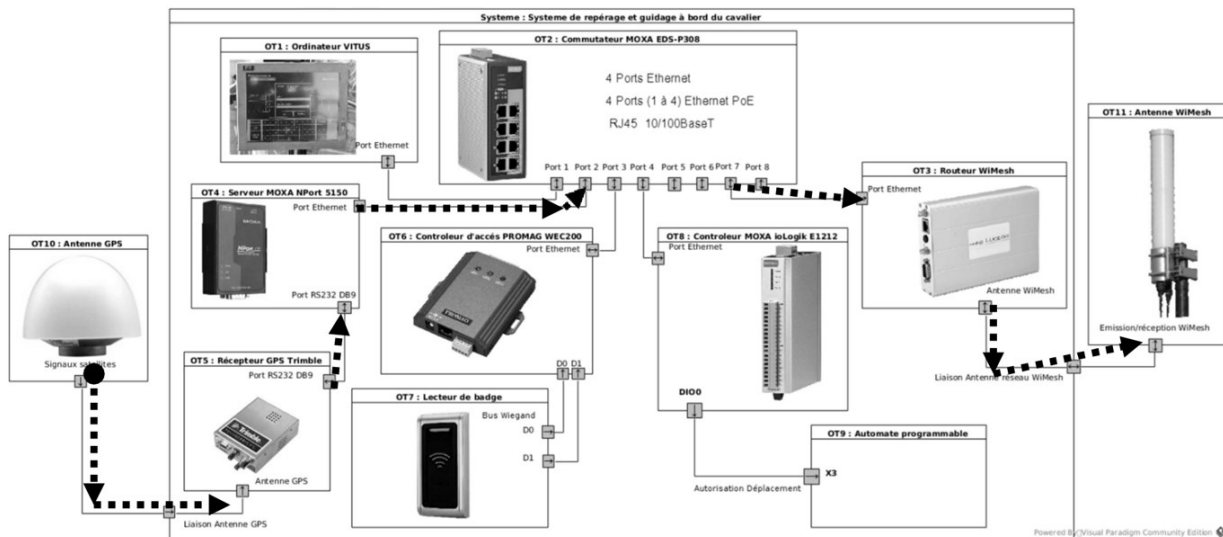 Systeme : Systeme de repérage et guidage à bord du cavalier
OT1 : Ordinateur VITUS
Port Ethernet
OT2 : Commutateur MOXA EDS-P308
4 Ports Ethernet
4 Ports (1 à 4) Ethernet PoE
RJ45 10/100BaseT
Port 1
Port 2
Port 3
Port 4
Port 5
Port 6
Port 7
Port 8
OT11 : Antenne WiMesh
Emission/réception WiMesh
OT3 : Routeur WiMesh
Port Ethernet
Antenne WiMesh
Liaison Antenne réseau WiMesh
OT4 : Serveur MOXA NPort 5150
Port Ethernet
MOXA
Port RS232 DB9
OT10 : Antenne GPS
Signaux satellites
OT6 : Controleur d'accés PROMAG WEC200
Port Ethernet
PROMAG
D0
D1
OT8 : Controleur MOXA ioLogik E1212
Port Ethernet
DIO0
OT5 : Récepteur GPS Trimble
Port RS232 DB9
Trimble
Antenne GPS
Liaison Antenne GPS
OT7 : Lecteur de badge
Bus Wiegand
D0
D1
OT9 : Automate programmable
X3
Autorisation Déplacement
Powered By Visual Paradigm Community Edition